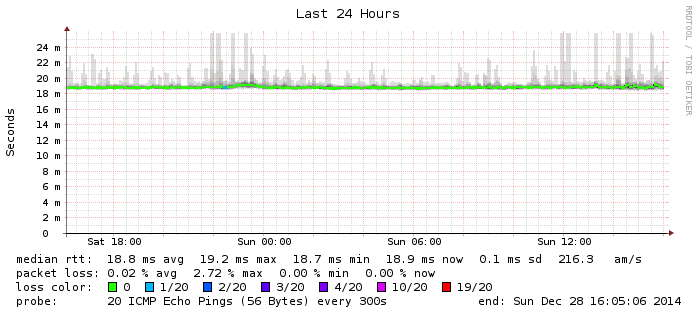 Last 24 Hours
RRDTOOL / TOBI OETIKER
Seconds
24 m
22 m
20 m
18 m
16 m
14 m
12 m
10 m
8 m
6 m
4 m
2 m
0
Sat 18:00 Sun 00:00 Sun 06:00 Sun 12:00
median rtt: 18.8 ms avg 19.2 ms max 18.7 ms min 18.9 ms now 0.1 ms sd 216.3 am/s
packet loss: 0.02 % avg 2.72 % max 0.00 % min 0.00 % now
loss color: 0 1/20 2/20 3/20 4/20 10/20 19/20
probe: 20 ICMP Echo Pings (56 Bytes) every 300s end: Sun Dec 28 16:05:06 2014